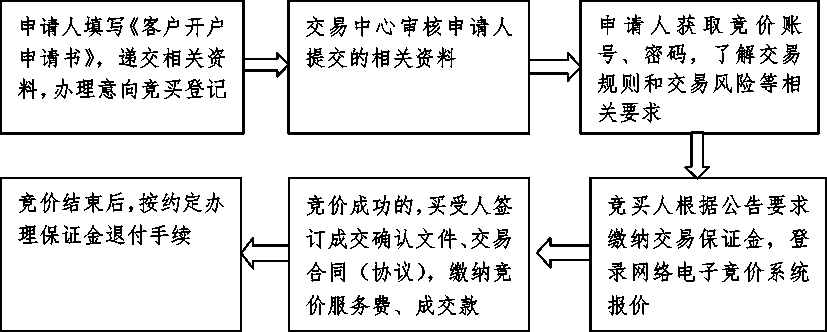 申请人填写《客户开户
申请书》，递交相关资
料，办理意向竞买登记
交易中心审核申请人
提交的相关资料
申请人获取竞价账
号、密码，了解交易
规则和交易风险等相
关要求
竞买人根据公告要求
缴纳交易保证金，登
录网络电子竞价系统
报价
竞价成功的，买受人签
订成交确认文件、交易
合同（协议），缴纳竞
价服务费、成交款
竞价结束后，按约定办
理保证金退付手续